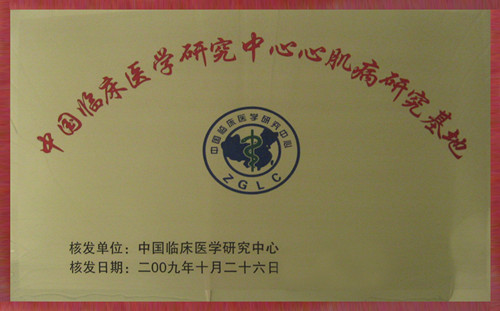 中国临床医学研究中心心肌病研究基地
中国临床医学研究中心
ZGLC
核发单位：中国临床医学研究中心
核发日期：二00九年十月二十六日